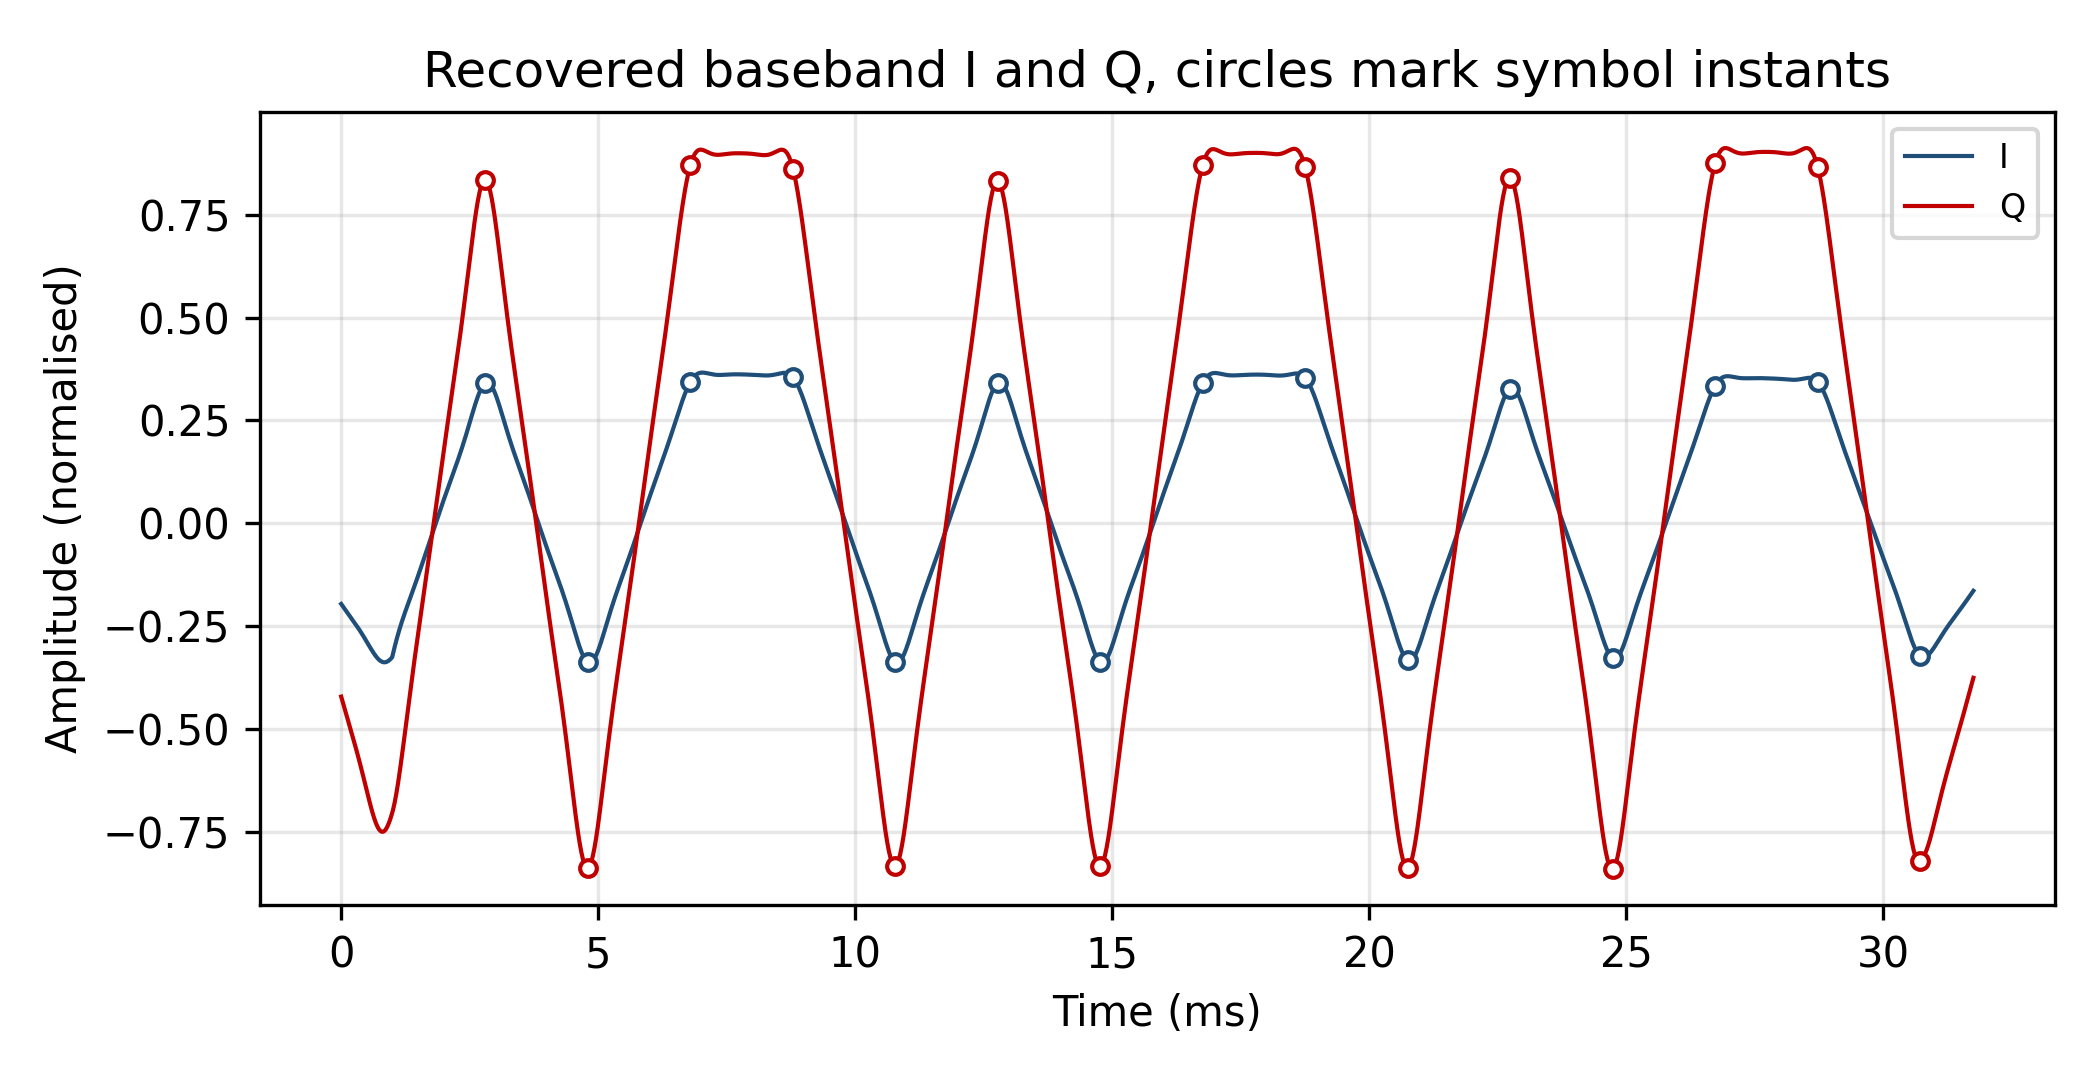 Recovered baseband I and Q, circles mark symbol instants
I
Q
Amplitude (normalised)
0.75
0.50
0.25
0.00
−0.25
−0.50
−0.75
0 5 10 15 20 25 30
Time (ms)